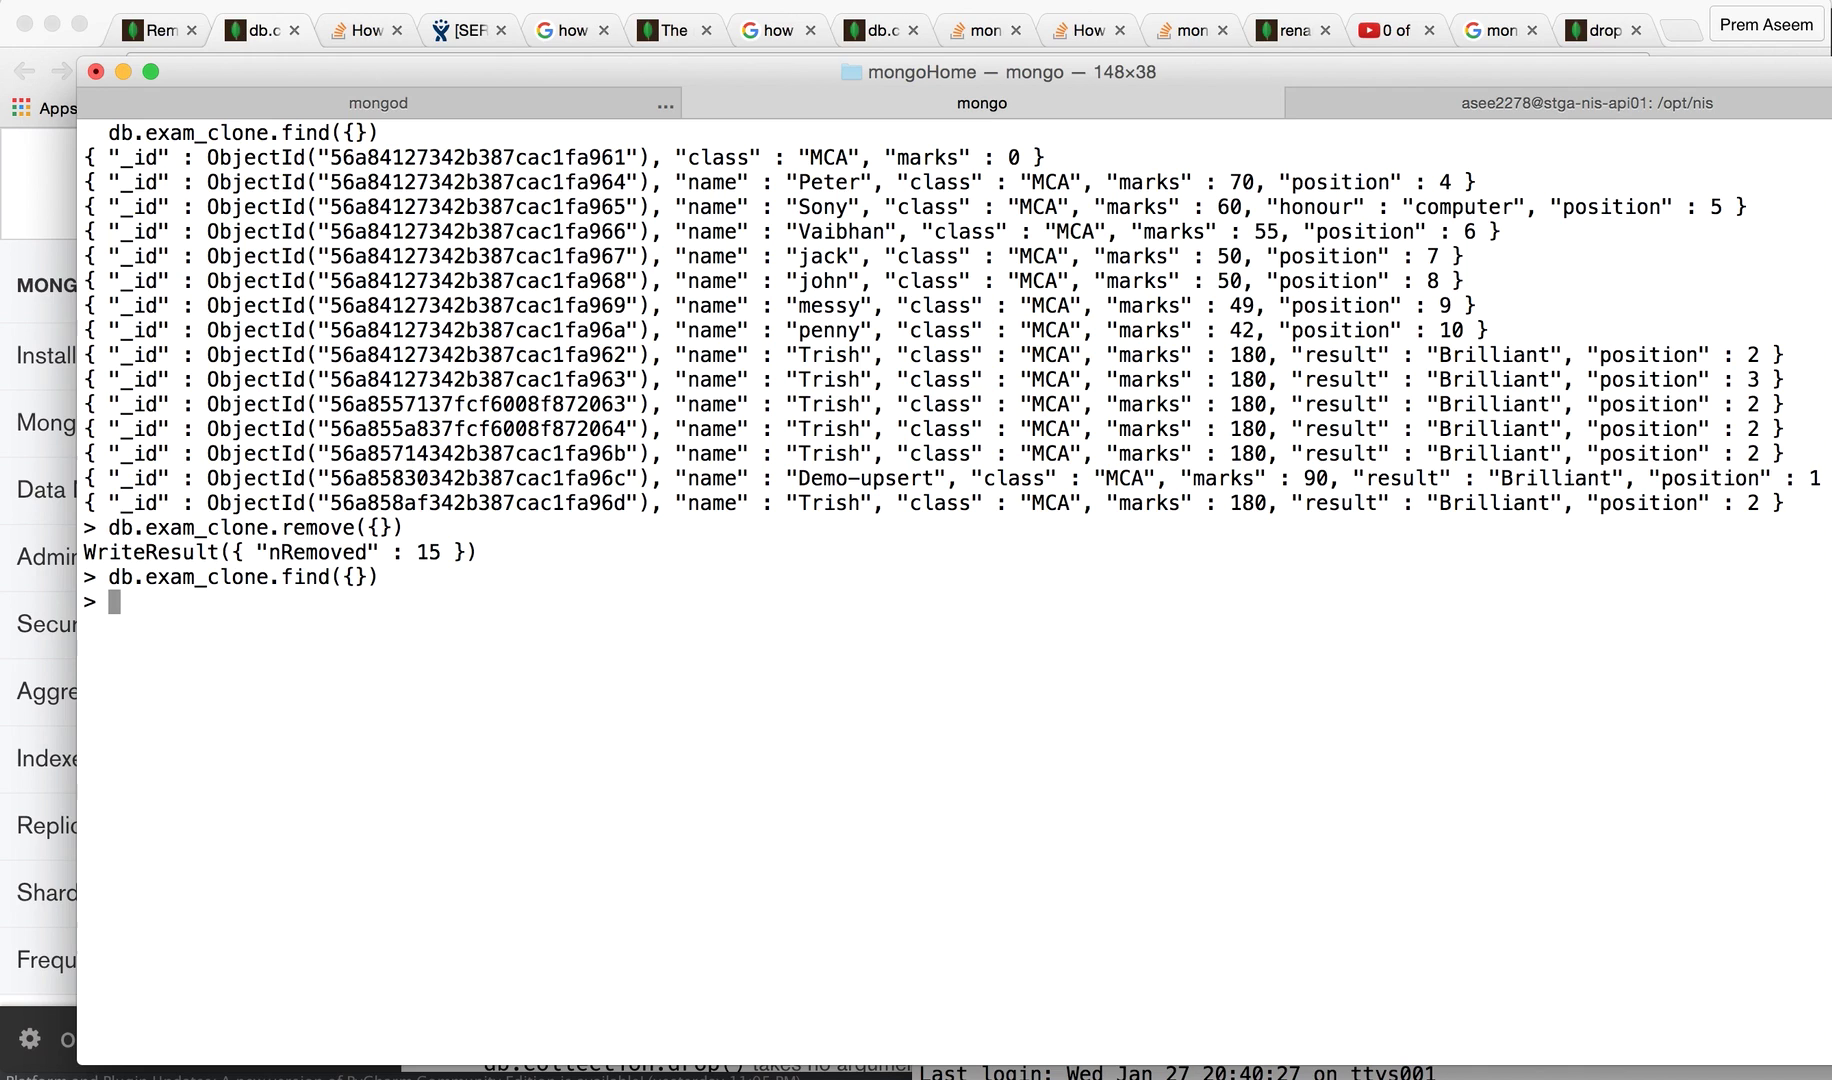 Rem
db.c
How
[SER
how
The
how
db.c
mon
How
mon
rena
0 of
mon
drop
Prem Aseem
mongoHome — mongo — 148×38
Apps
mongod
...
mongo
asee2278@stga-nis-api01: /opt/nis
db.exam_clone.find({})
{ "_id" : ObjectId("56a84127342b387cac1fa961"), "class" : "MCA", "marks" : 0 }
{ "_id" : ObjectId("56a84127342b387cac1fa964"), "name" : "Peter", "class" : "MCA", "marks" : 70, "position" : 4 }
{ "_id" : ObjectId("56a84127342b387cac1fa965"), "name" : "Sony", "class" : "MCA", "marks" : 60, "honour" : "computer", "position" : 5 }
{ "_id" : ObjectId("56a84127342b387cac1fa966"), "name" : "Vaibhan", "class" : "MCA", "marks" : 55, "position" : 6 }
{ "_id" : ObjectId("56a84127342b387cac1fa967"), "name" : "jack", "class" : "MCA", "marks" : 50, "position" : 7 }
{ "_id" : ObjectId("56a84127342b387cac1fa968"), "name" : "john", "class" : "MCA", "marks" : 50, "position" : 8 }
{ "_id" : ObjectId("56a84127342b387cac1fa969"), "name" : "messy", "class" : "MCA", "marks" : 49, "position" : 9 }
{ "_id" : ObjectId("56a84127342b387cac1fa96a"), "name" : "penny", "class" : "MCA", "marks" : 42, "position" : 10 }
{ "_id" : ObjectId("56a84127342b387cac1fa962"), "name" : "Trish", "class" : "MCA", "marks" : 180, "result" : "Brilliant", "position" : 2 }
{ "_id" : ObjectId("56a84127342b387cac1fa963"), "name" : "Trish", "class" : "MCA", "marks" : 180, "result" : "Brilliant", "position" : 3 }
{ "_id" : ObjectId("56a8557137fcf6008f872063"), "name" : "Trish", "class" : "MCA", "marks" : 180, "result" : "Brilliant", "position" : 2 }
{ "_id" : ObjectId("56a855a837fcf6008f872064"), "name" : "Trish", "class" : "MCA", "marks" : 180, "result" : "Brilliant", "position" : 2 }
{ "_id" : ObjectId("56a85714342b387cac1fa96b"), "name" : "Trish", "class" : "MCA", "marks" : 180, "result" : "Brilliant", "position" : 2 }
{ "_id" : ObjectId("56a85830342b387cac1fa96c"), "name" : "Demo-upsert", "class" : "MCA", "marks" : 90, "result" : "Brilliant", "position" : 1
{ "_id" : ObjectId("56a858af342b387cac1fa96d"), "name" : "Trish", "class" : "MCA", "marks" : 180, "result" : "Brilliant", "position" : 2 }
> db.exam_clone.remove({})
WriteResult({ "nRemoved" : 15 })
> db.exam_clone.find({})
>
MONG
Install
Mong
Data
Admin
Secur
Aggre
Indexe
Replic
Shard
Frequ
O
db.collection.drop() takes no argumen
Last login: Wed Jan 27 20:40:27 on ttys001